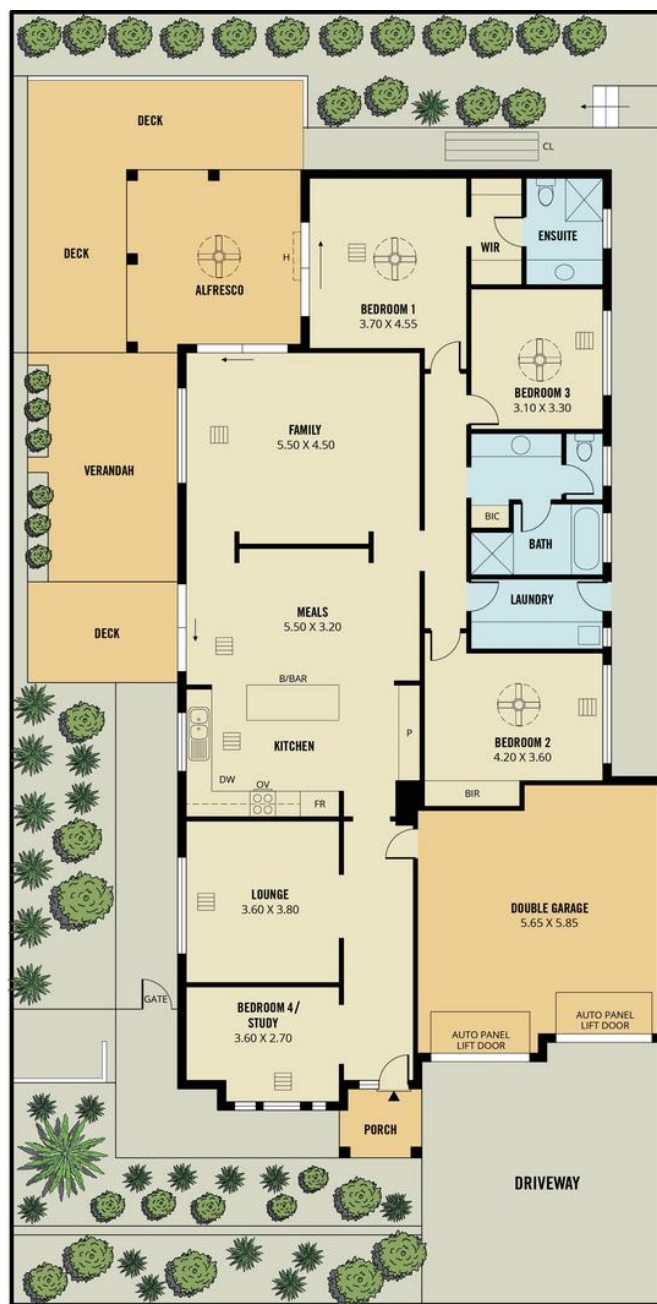 DECK
CL
DECK
ALFRESCO
H
BEDROOM 1
3.70 X 4.55
WIR
ENSUITE
BEDROOM 3
3.10 X 3.30
FAMILY
5.50 X 4.50
VERANDAH
BIC
BATH
DECK
MEALS
5.50 X 3.20
LAUNDRY
B/BAR
KITCHEN
P
DW
OV
FR
BEDROOM 2
4.20 X 3.60
BIR
LOUNGE
3.60 X 3.80
DOUBLE GARAGE
5.65 X 5.85
GATE
BEDROOM 4/
STUDY
3.60 X 2.70
AUTO PANEL
LIFT DOOR
AUTO PANEL
LIFT DOOR
PORCH
DRIVEWAY